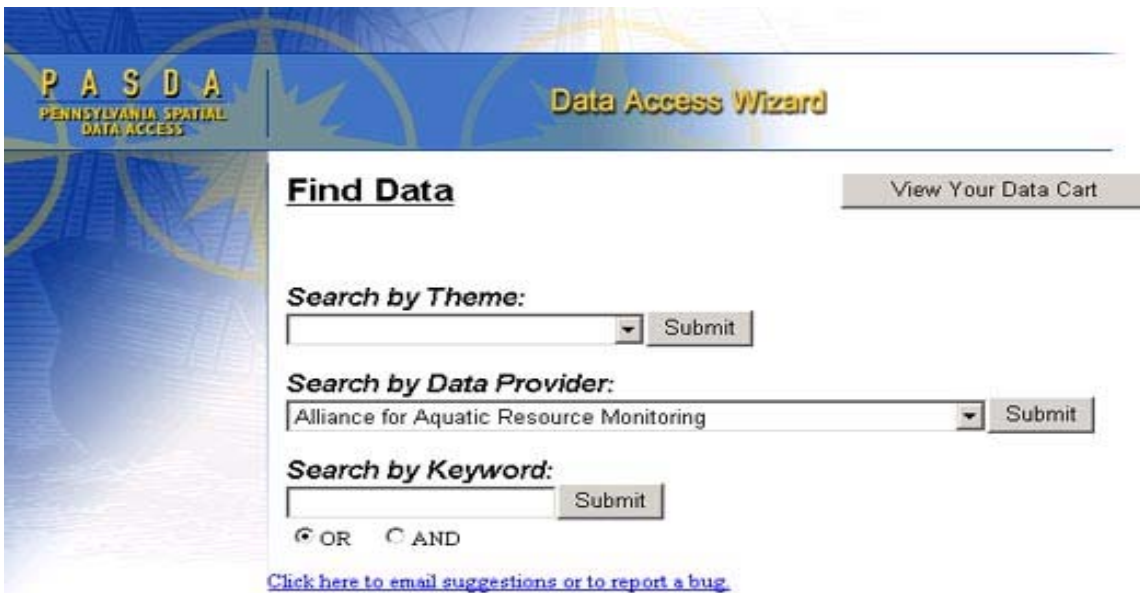 P A S D A
PENNSYLVANIA SPATIAL
DATA ACCESS
Data Access Wizard
Find Data
View Your Data Cart
Search by Theme:
Submit
Search by Data Provider:
Alliance for Aquatic Resource Monitoring
Submit
Search by Keyword:
Submit
OR AND
Click here to email suggestions or to report a bug.